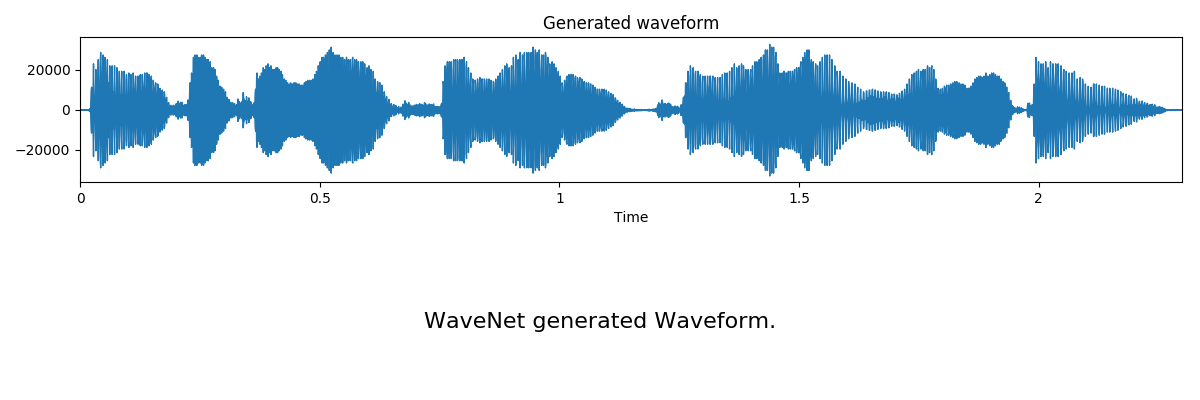 Generated waveform
20000
0
−20000
0 0.5 1 1.5 2
Time
WaveNet generated Waveform.